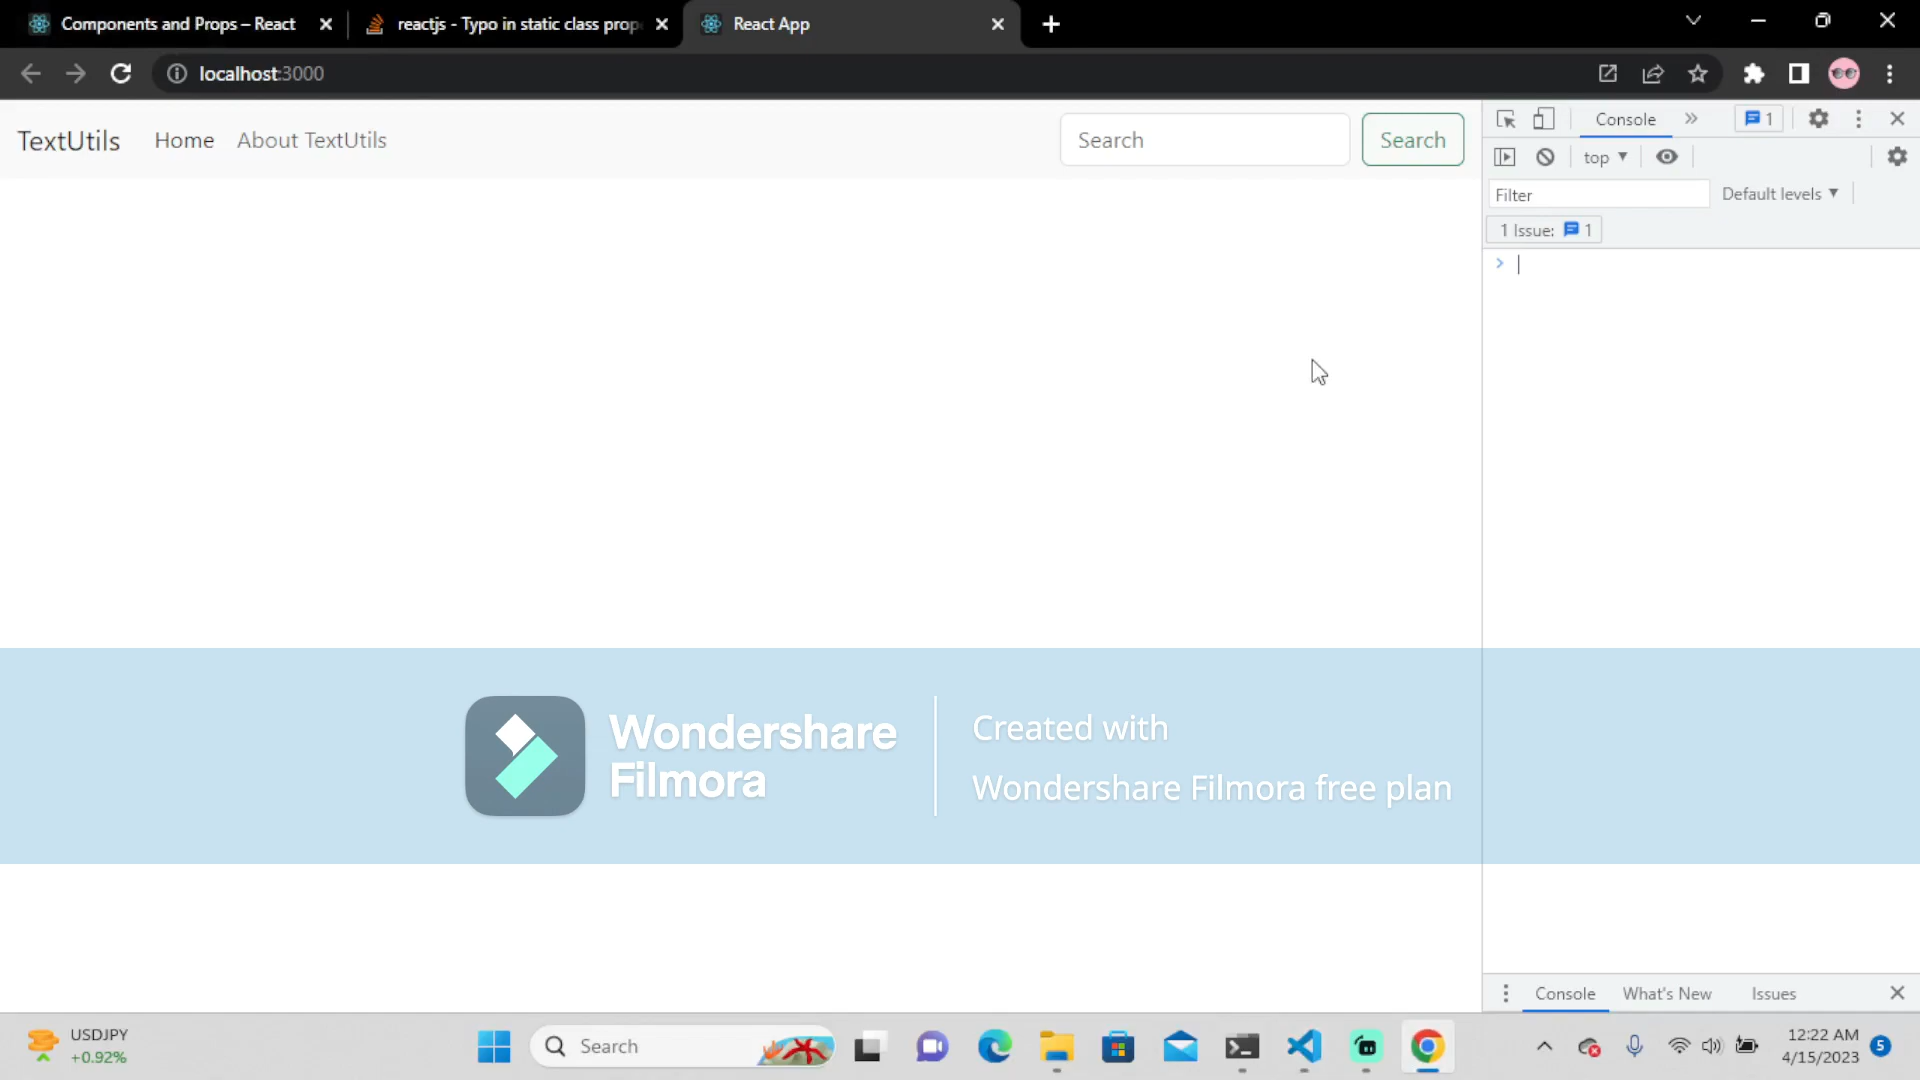 Components and Props – React
reactjs - Typo in static class prop
React App
localhost:3000
TextUtils
Home
About TextUtils
Search
Search
Console
1
top
Filter
Default levels
1 Issue:
1
Wondershare
Filmora
Created with
Wondershare Filmora free plan
Console
What's New
Issues
USDJPY
+0.92%
Search
12:22 AM
4/15/2023
5